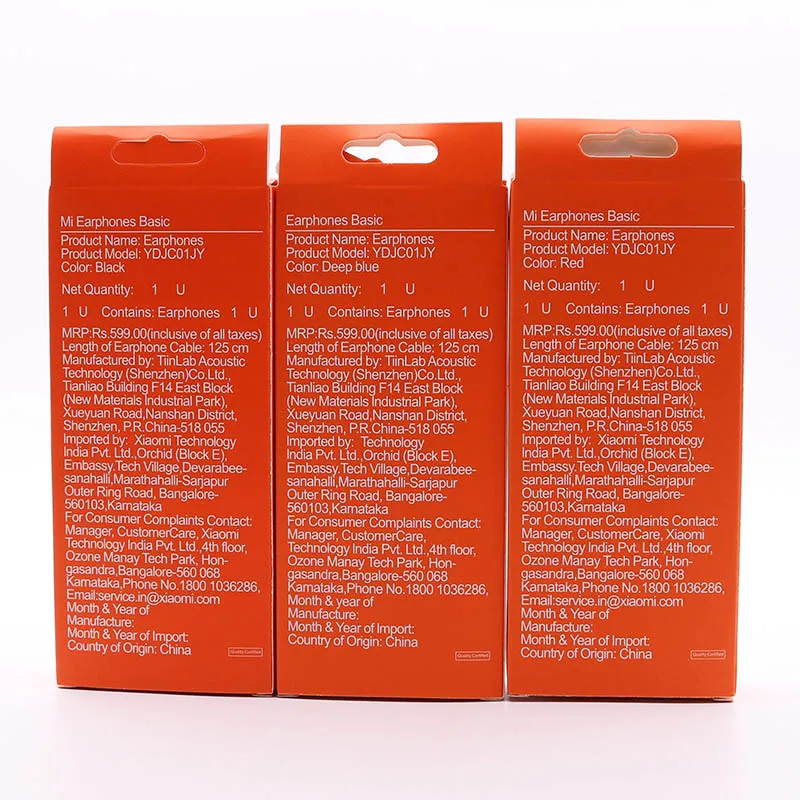 Mi Earphones Basic
Product Name: Earphones
Product Model: YDJC01JY
Color: Black
Net Quantity: 1 U
1 U Contains: Earphones 1 U
MRP:Rs.599.00(inclusive of all taxes)
Length of Earphone Cable: 125 cm
Manufactured by: TiinLab Acoustic
Technology (Shenzhen)Co.Ltd.,
Tianliao Building F14 East Block
(New Materials Industrial Park),
Xueyuan Road,Nanshan District,
Shenzhen, P.R.China-518 055
Imported by: Xiaomi Technology
India Pvt. Ltd.,Orchid (Block E),
Embassy,Tech Village,Devarabee-
sanahalli,Marathahalli-Sarjapur
Outer Ring Road, Bangalore-
560103,Karnataka
For Consumer Complaints Contact:
Manager, CustomerCare, Xiaomi
Technology India Pvt. Ltd.,4th floor,
Ozone Manay Tech Park, Hon-
gasandra,Bangalore-560 068
Karnataka,Phone No.1800 1036286,
Email:service.in@xiaomi.com
Month & Year of
Manufacture:
Month & Year of Import:
Country of Origin: China
Quality Certified
Earphones Basic
Product Name: Earphones
Product Model: YDJC01JY
Color: Deep blue
Net Quantity: 1 U
1 U Contains: Earphones 1 U
MRP:Rs.599.00(inclusive of all taxes)
Length of Earphone Cable: 125 cm
Manufactured by: TiinLab Acoustic
Technology (Shenzhen)Co.Ltd.,
Tianliao Building F14 East Block
(New Materials Industrial Park),
Xueyuan Road,Nanshan District,
Shenzhen, P.R.China-518 055
Imported by: Technology
India Pvt. Ltd.,Orchid (Block E),
Embassy,Tech Village,Devarabee-
sanahalli,Marathahalli-Sarjapur
Outer Ring Road, Bangalore-
560103,Karnataka
For Consumer Complaints Contact:
Manager, CustomerCare,
Technology India Pvt. Ltd.,4th floor,
Ozone Manay Tech Park, Hon-
gasandra,Bangalore-560 068
Karnataka,Phone No.1800 1036286,
Month & year of
Manufacture:
Month & Year of Import:
Country of Origin: China
Quality Certified
Mi Earphones Basic
Product Name: Earphones
Product Model: YDJC01JY
Color: Red
Net Quantity: 1 U
1 U Contains: Earphones 1 U
MRP:Rs.599.00(inclusive of all taxes)
Length of Earphone Cable: 125 cm
Manufactured by: TiinLab Acoustic
Technology (Shenzhen)Co.Ltd.,
Tianliao Building F14 East Block
(New Materials Industrial Park),
Xueyuan Road,Nanshan District,
Shenzhen, P.R.China-518 055
Imported by: Xiaomi Technology
India Pvt. Ltd.,Orchid (Block E),
Embassy,Tech Village,Devarabee-
sanahalli,Marathahalli-Sarjapur
Outer Ring Road, Bangalore-
560103,Karnataka
For Consumer Complaints Contact:
Manager, CustomerCare, Xiaomi
Technology India Pvt. Ltd.,4th floor,
Ozone Manay Tech Park, Hon-
gasandra,Bangalore-560 068
Karnataka,Phone No.1800 1036286,
Email:service.in@xiaomi.com
Month & Year of
Manufacture:
Month & Year of Import:
Country of Origin: China
Quality Certified